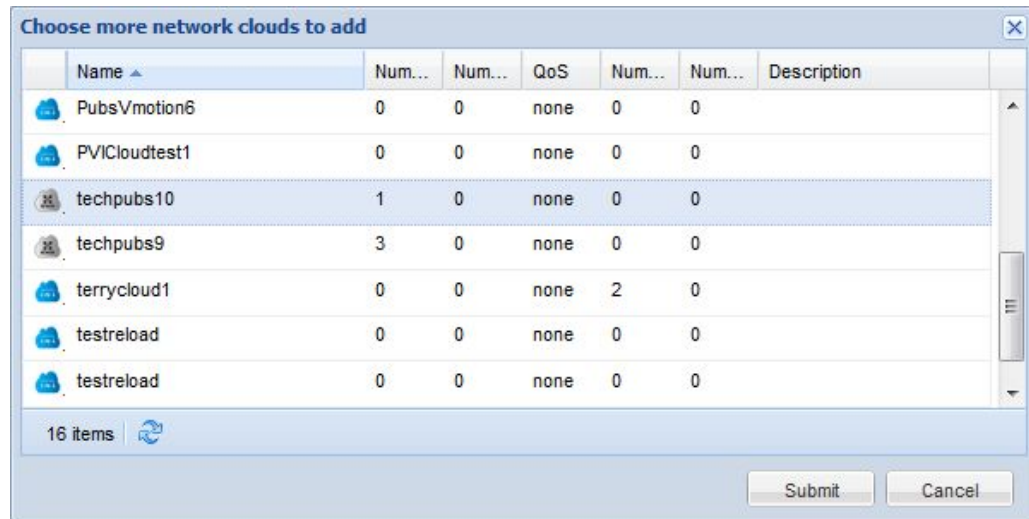 Choose more network clouds to add
Name Num... Num... QoS Num... Num... Description
PubsVmotion6 0 0 none 0 0
PVICloudtest1 0 0 none 0 0
techpubs10 1 0 none 0 0
techpubs9 3 0 none 0 0
terrycloud1 0 0 none 2 0
testreload 0 0 none 0 0
testreload 0 0 none 0 0
16 items
Submit Cancel